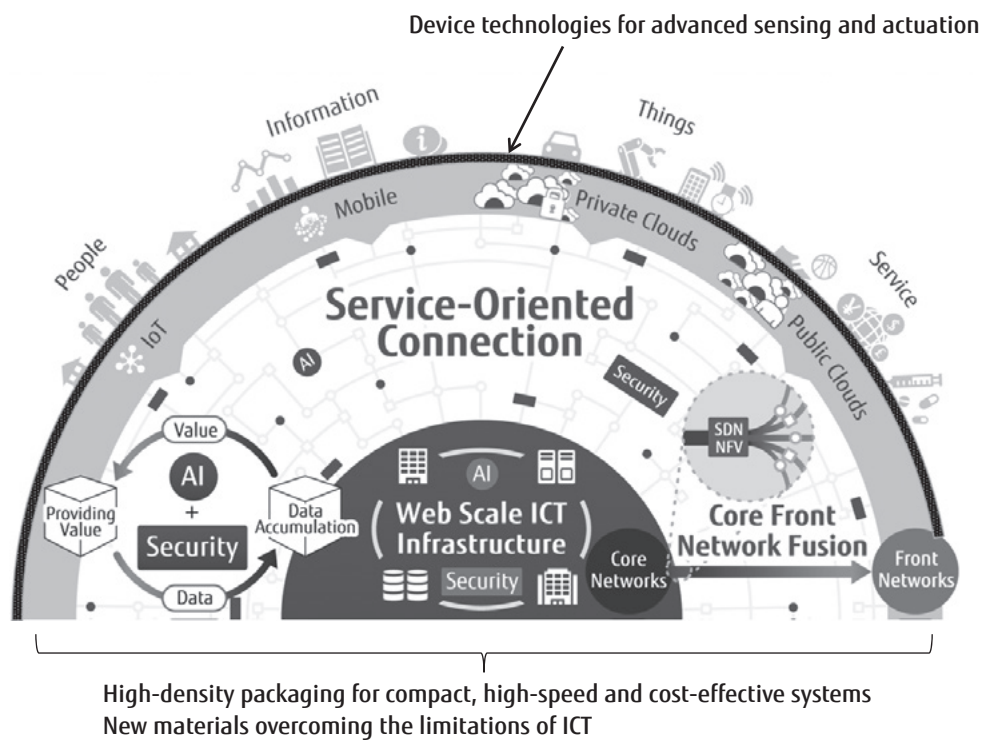 Device technologies for advanced sensing and actuation
Information
Things
People
Service
IoT
Mobile
Private Clouds
Public Clouds
Service-Oriented
Connection
AI
Security
SDN
NFV
Value
AI
+
Security
Providing
Value
Data
Accumulation
Data
AI
Web Scale ICT
Infrastructure
Security
Core
Networks
Core Front
Network Fusion
Front
Networks
High-density packaging for compact, high-speed and cost-effective systems
New materials overcoming the limitations of ICT